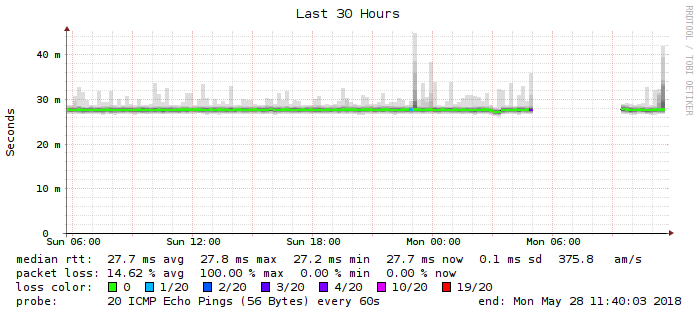 Last 30 Hours
RRDTOOL / TOBI OETIKER
Seconds
40 m
30 m
20 m
10 m
0
Sun 06:00 Sun 12:00 Sun 18:00 Mon 00:00 Mon 06:00
median rtt: 27.7 ms avg 27.8 ms max 27.2 ms min 27.7 ms now 0.1 ms sd 375.8 am/s
packet loss: 14.62 % avg 100.00 % max 0.00 % min 0.00 % now
loss color: 0 1/20 2/20 3/20 4/20 10/20 19/20
probe: 20 ICMP Echo Pings (56 Bytes) every 60s end: Mon May 28 11:40:03 2018